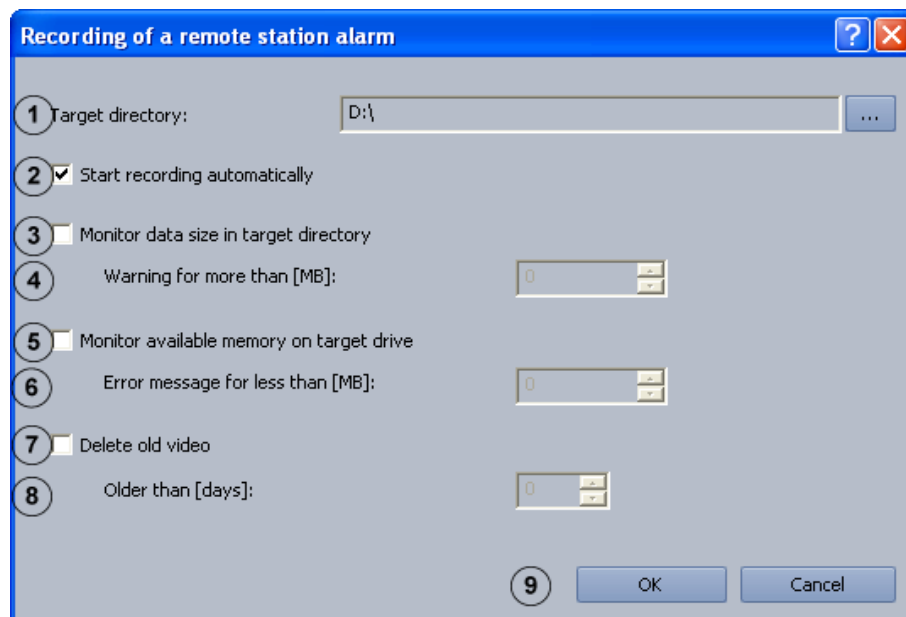 Recording of a remote station alarm ?
1 Target directory: D:\ ...
2 Start recording automatically
3 Monitor data size in target directory
4 Warning for more than [MB]: 0
5 Monitor available memory on target drive
6 Error message for less than [MB]: 0
7 Delete old video
8 Older than [days]: 0
9 OK Cancel